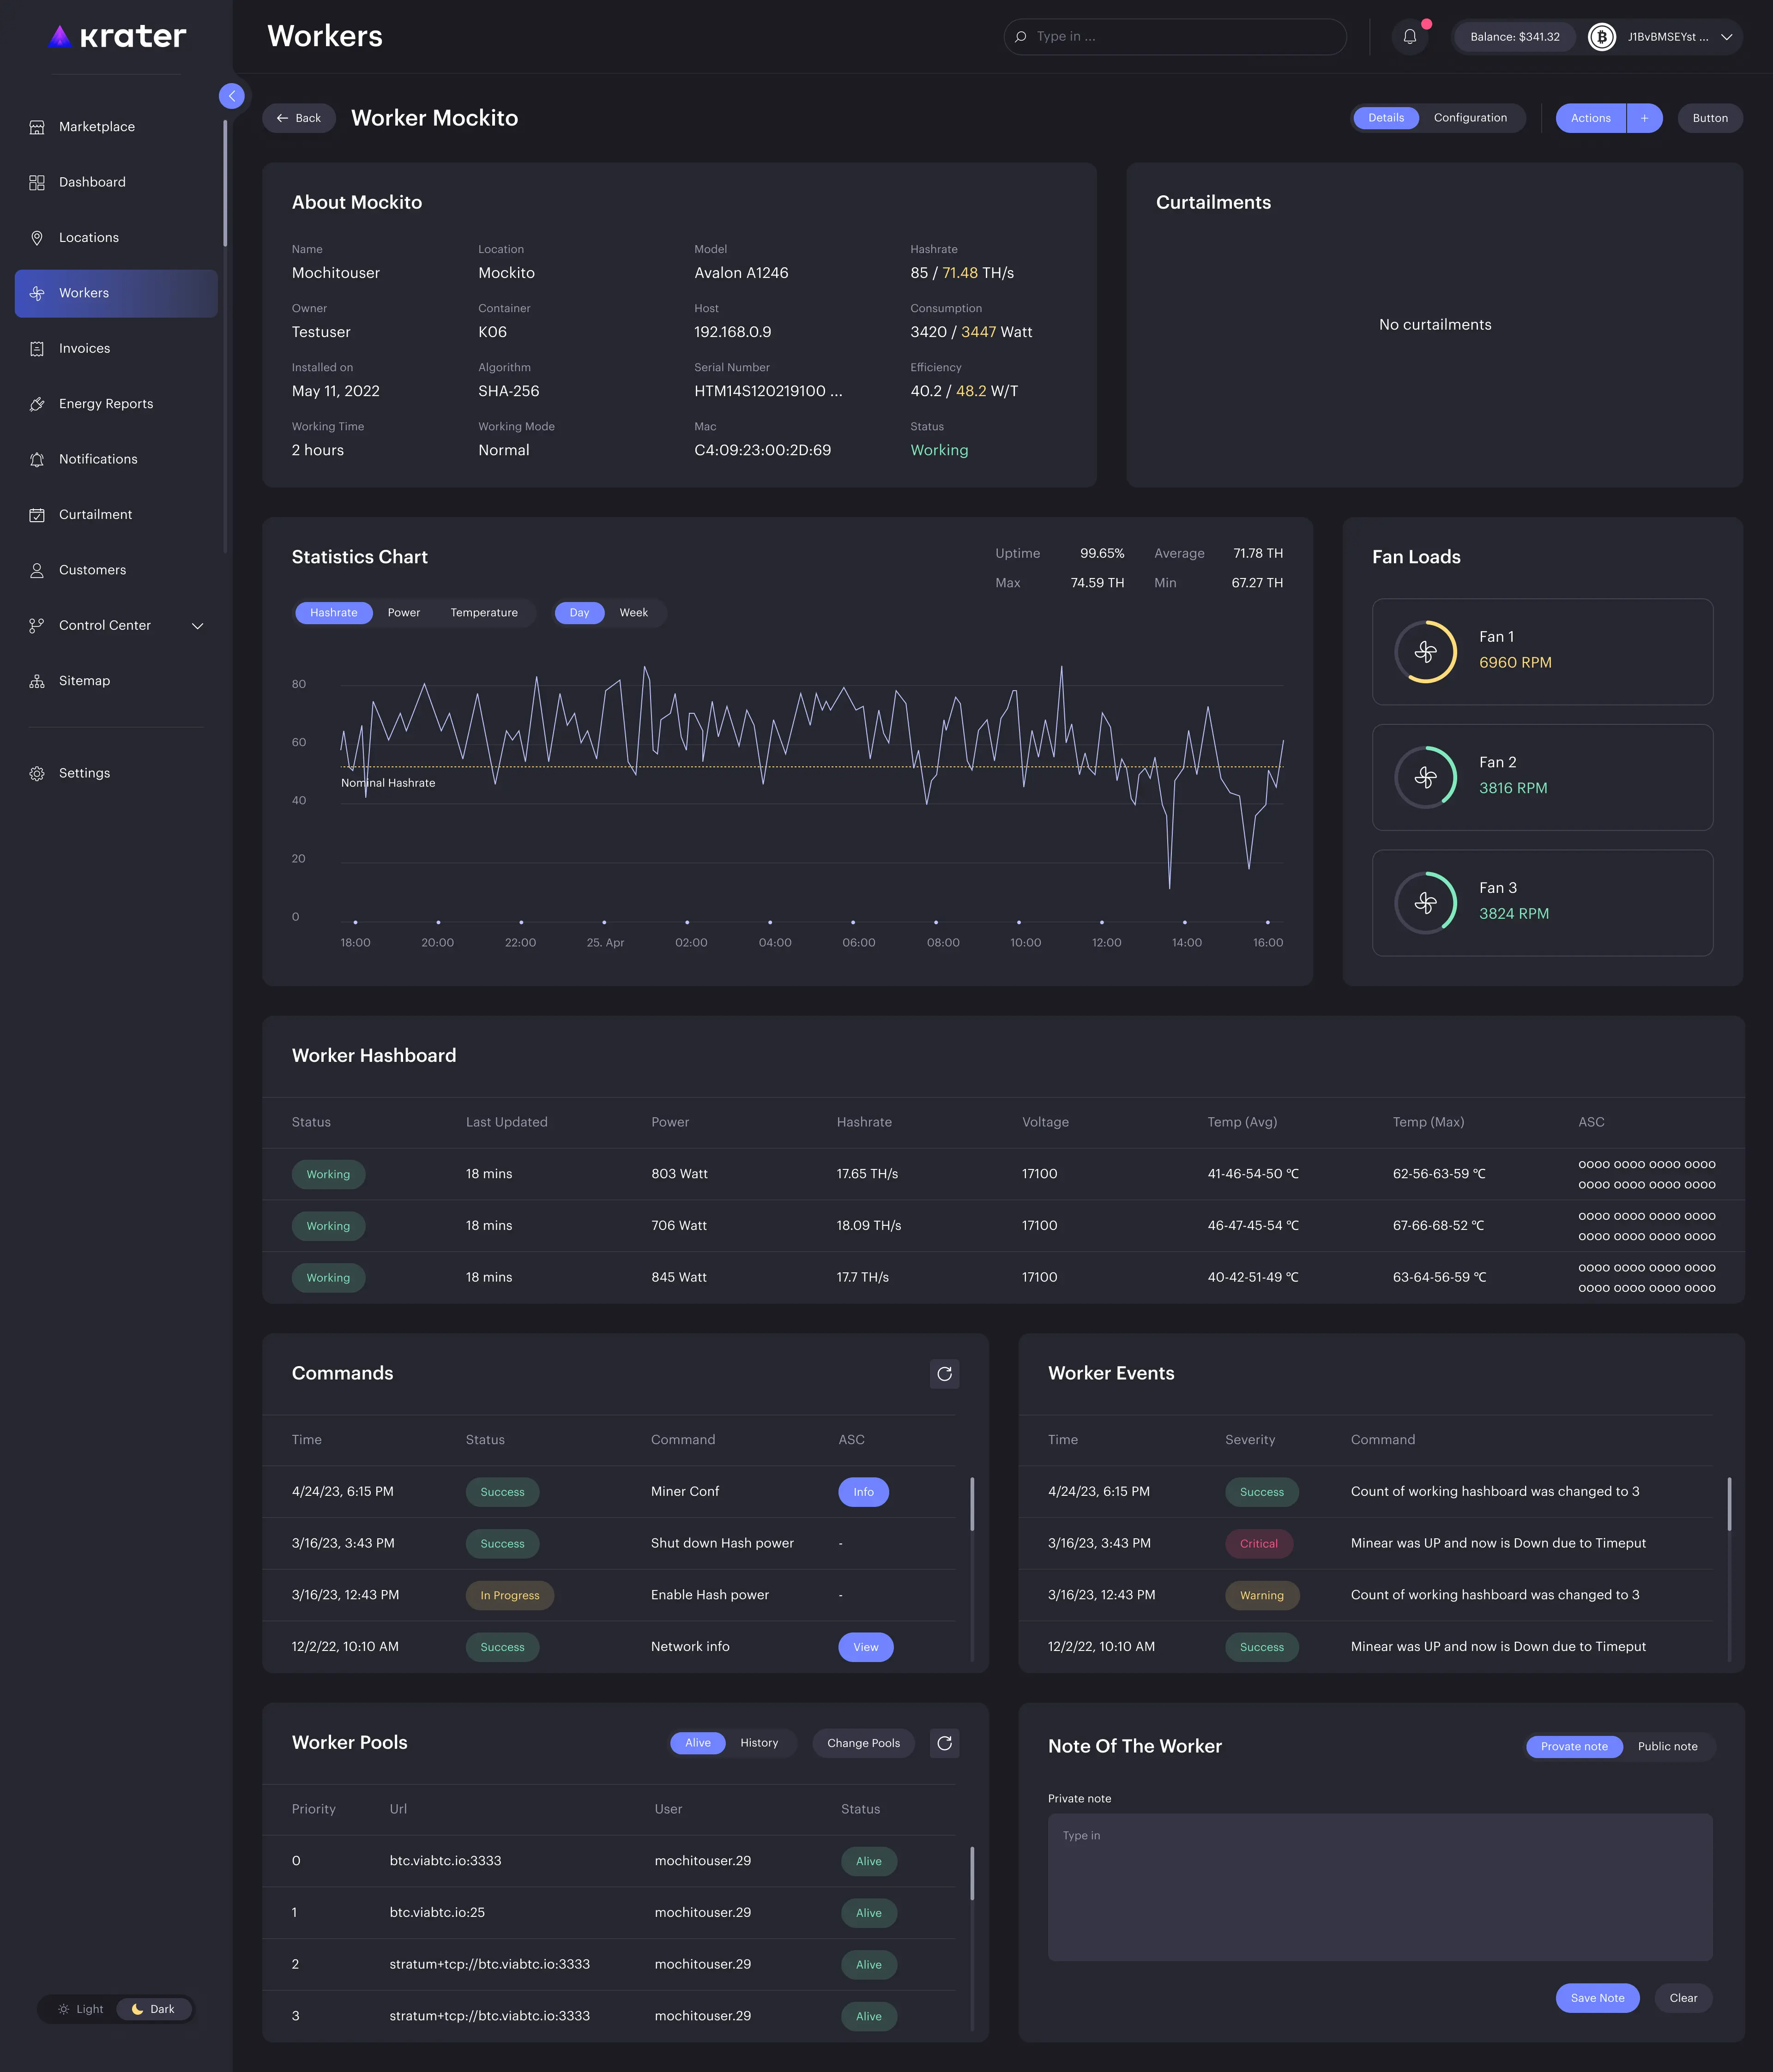 krater
Workers
Type in ...
Balance: $341.32
J1BvBMSEYst ...
Marketplace
Dashboard
Locations
Workers
Invoices
Energy Reports
Notifications
Curtailment
Customers
Control Center
Sitemap
Settings
Light Dark
Back
Worker Mockito
Details Configuration
Actions +
Button
About Mockito
Name Location Model Hashrate
Mochitouser Mockito Avalon A1246 85 / 71.48 TH/s
Owner Container Host Consumption
Testuser K06 192.168.0.9 3420 / 3447 Watt
Installed on Algorithm Serial Number Efficiency
May 11, 2022 SHA-256 HTM14S120219100 ... 40.2 / 48.2 W/T
Working Time Working Mode Mac Status
2 hours Normal C4:09:23:00:2D:69 Working
Curtailments
No curtailments
Statistics Chart
Uptime 99.65% Average 71.78 TH
Max 74.59 TH Min 67.27 TH
Hashrate Power Temperature Day Week
80
60
Nominal Hashrate
40
20
0
18:00 20:00 22:00 25. Apr 02:00 04:00 06:00 08:00 10:00 12:00 14:00 16:00
Fan Loads
Fan 1
6960 RPM
Fan 2
3816 RPM
Fan 3
3824 RPM
Worker Hashboard
Status Last Updated Power Hashrate Voltage Temp (Avg) Temp (Max) ASC
Working 18 mins 803 Watt 17.65 TH/s 17100 41-46-54-50 °C 62-56-63-59 °C oooo oooo oooo oooo
oooo oooo oooo oooo
Working 18 mins 706 Watt 18.09 TH/s 17100 46-47-45-54 °C 67-66-68-52 °C oooo oooo oooo oooo
oooo oooo oooo oooo
Working 18 mins 845 Watt 17.7 TH/s 17100 40-42-51-49 °C 63-64-56-59 °C oooo oooo oooo oooo
oooo oooo oooo oooo
Commands
Time Status Command ASC
4/24/23, 6:15 PM Success Miner Conf Info
3/16/23, 3:43 PM Success Shut down Hash power -
3/16/23, 12:43 PM In Progress Enable Hash power -
12/2/22, 10:10 AM Success Network info View
Worker Events
Time Severity Command
4/24/23, 6:15 PM Success Count of working hashboard was changed to 3
3/16/23, 3:43 PM Critical Minear was UP and now is Down due to Timeput
3/16/23, 12:43 PM Warning Count of working hashboard was changed to 3
12/2/22, 10:10 AM Success Minear was UP and now is Down due to Timeput
Worker Pools
Alive History Change Pools
Priority Url User Status
0 btc.viabtc.io:3333 mochitouser.29 Alive
1 btc.viabtc.io:25 mochitouser.29 Alive
2 stratum+tcp://btc.viabtc.io:3333 mochitouser.29 Alive
3 stratum+tcp://btc.viabtc.io:3333 mochitouser.29 Alive
Note Of The Worker
Provate note Public note
Private note
Type in
Save Note Clear